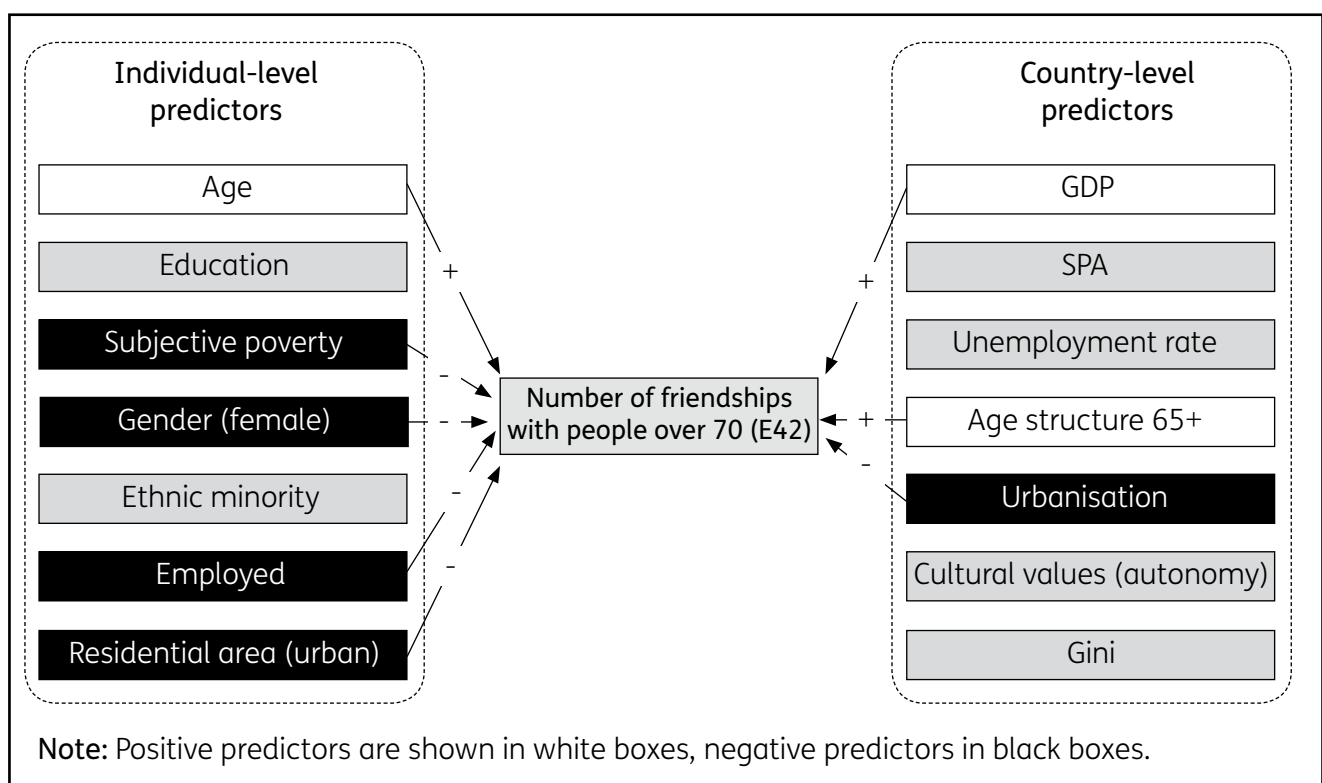 Individual-level
predictors
Age
Education
Subjective poverty
Gender (female)
Ethnic minority
Employed
Residential area (urban)
+
-
-
-
-
Number of friendships
with people over 70 (E42)
+
+
-
Country-level
predictors
GDP
SPA
Unemployment rate
Age structure 65+
Urbanisation
Cultural values (autonomy)
Gini
Note: Positive predictors are shown in white boxes, negative predictors in black boxes.